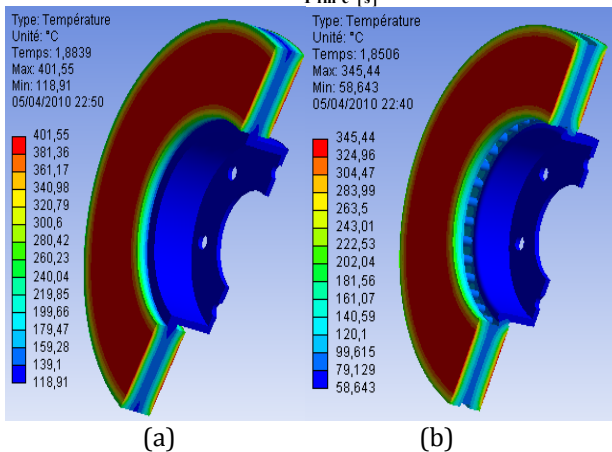 Time [s]
Type: Température
Unité: °C
Temps: 1,8839
Max: 401,55
Min: 118,91
05/04/2010 22:50
401,55
381,36
361,17
340,98
320,79
300,6
280,42
260,23
240,04
219,85
199,66
179,47
159,28
139,1
118,91
(a)
Type: Température
Unité: °C
Temps: 1,8506
Max: 345,44
Min: 58,643
05/04/2010 22:40
345,44
324,96
304,47
283,99
263,5
243,01
222,53
202,04
181,56
161,07
140,59
120,1
99,615
79,129
58,643
(b)